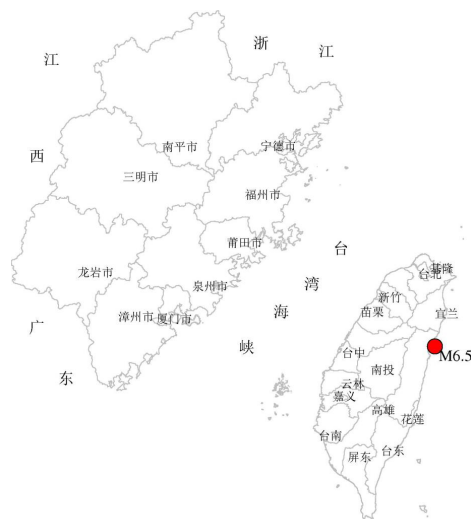 江
浙
江
西
南平市
宁德市
三明市
福州市
莆田市
台
龙岩市
泉州市
湾
漳州市
厦门市
海
广
峡
东
基隆
台北
新竹
苗栗
宜兰
台中
M6.5
南投
云林
嘉义
高雄
花莲
台南
屏东
台东